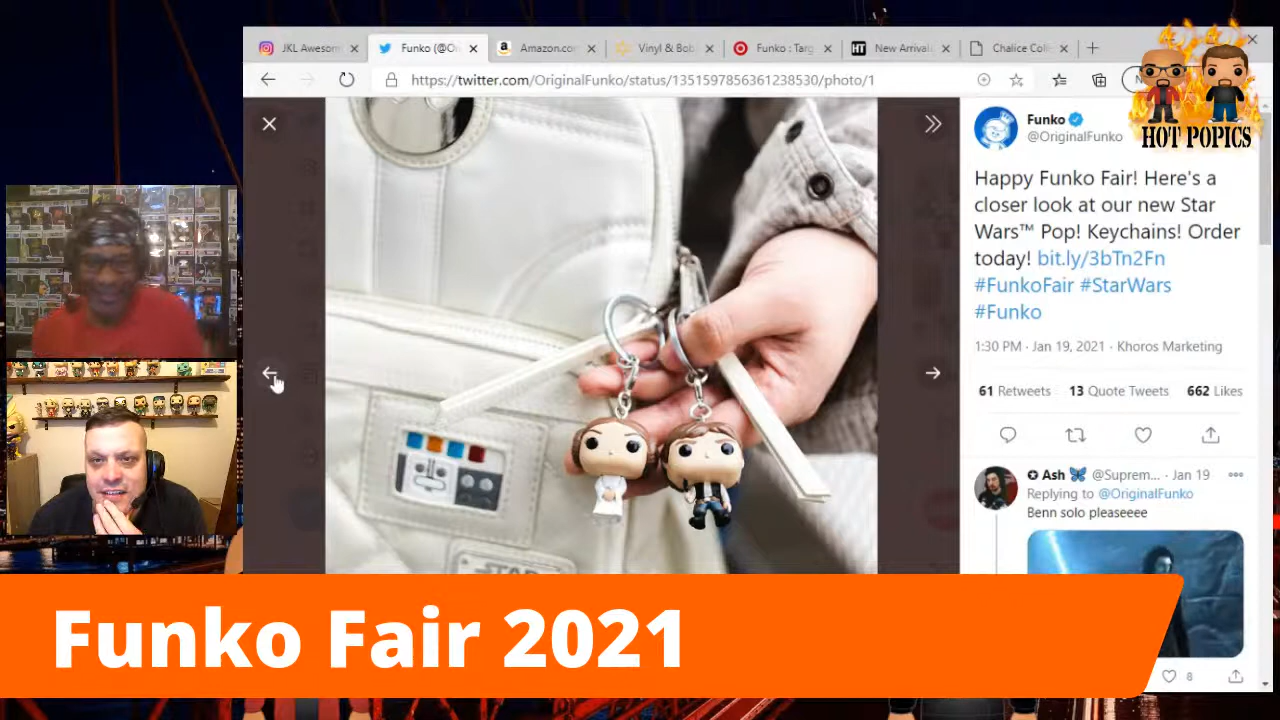 JKL Awesom
Funko (@O
Amazon.co
Vinyl & Bob
Funko : Targ
New Arrival
Chalice Coll
https://twitter.com/OriginalFunko/status/1351597856361238530/photo/1
HOT POPICS
Funko
@OriginalFunko
Happy Funko Fair! Here's a
closer look at our new Star
Wars™ Pop! Keychains! Order
today! bit.ly/3bTn2Fn
#FunkoFair #StarWars
#Funko
1:30 PM · Jan 19, 2021 · Khoros Marketing
61 Retweets 13 Quote Tweets 662 Likes
Ash @Suprem... · Jan 19
Replying to @OriginalFunko
Benn solo pleaseeee
8
Funko Fair 2021